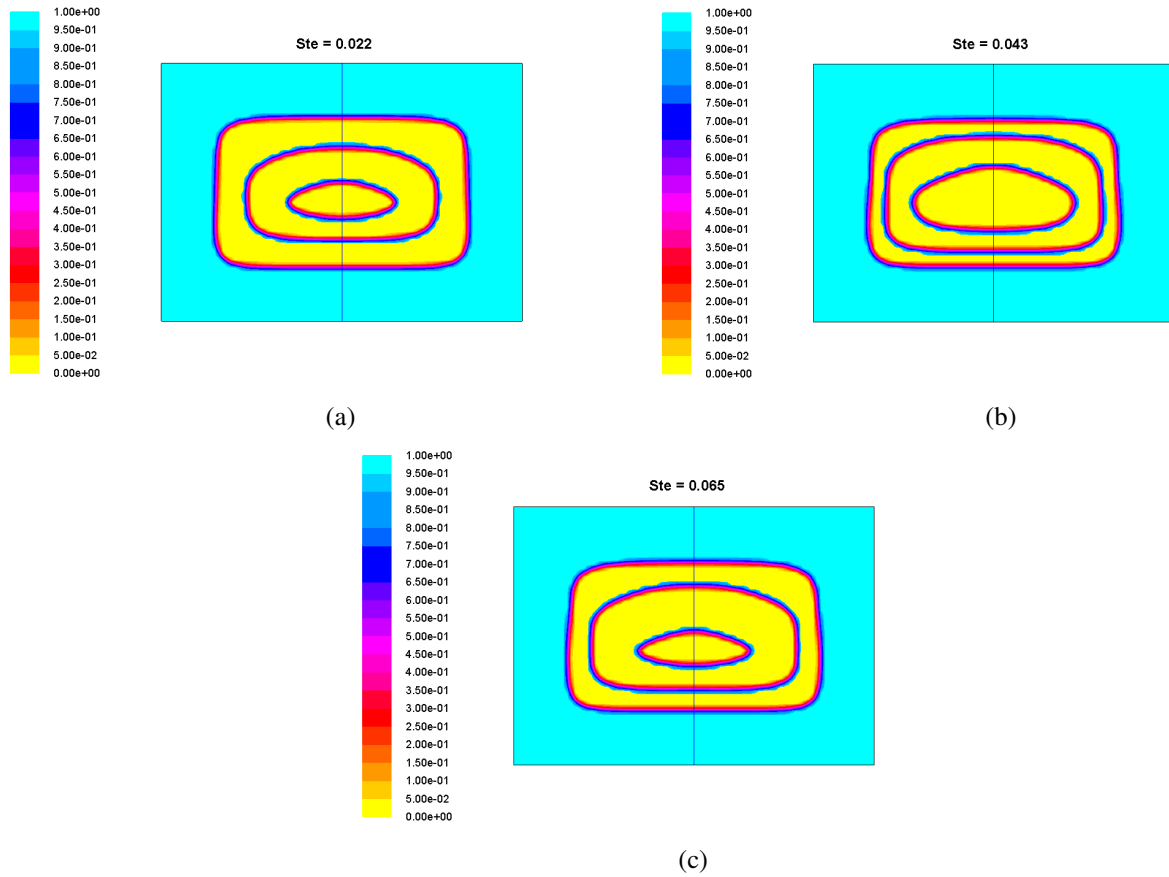 1.00e+00
9.50e-01
9.00e-01
8.50e-01
8.00e-01
7.50e-01
7.00e-01
6.50e-01
6.00e-01
5.50e-01
5.00e-01
4.50e-01
4.00e-01
3.50e-01
3.00e-01
2.50e-01
2.00e-01
1.50e-01
1.00e-01
5.00e-02
0.00e+00
Ste = 0.022
(a)
1.00e+00
9.50e-01
9.00e-01
8.50e-01
8.00e-01
7.50e-01
7.00e-01
6.50e-01
6.00e-01
5.50e-01
5.00e-01
4.50e-01
4.00e-01
3.50e-01
3.00e-01
2.50e-01
2.00e-01
1.50e-01
1.00e-01
5.00e-02
0.00e+00
Ste = 0.043
(b)
1.00e+00
9.50e-01
9.00e-01
8.50e-01
8.00e-01
7.50e-01
7.00e-01
6.50e-01
6.00e-01
5.50e-01
5.00e-01
4.50e-01
4.00e-01
3.50e-01
3.00e-01
2.50e-01
2.00e-01
1.50e-01
1.00e-01
5.00e-02
0.00e+00
Ste = 0.065
(c)